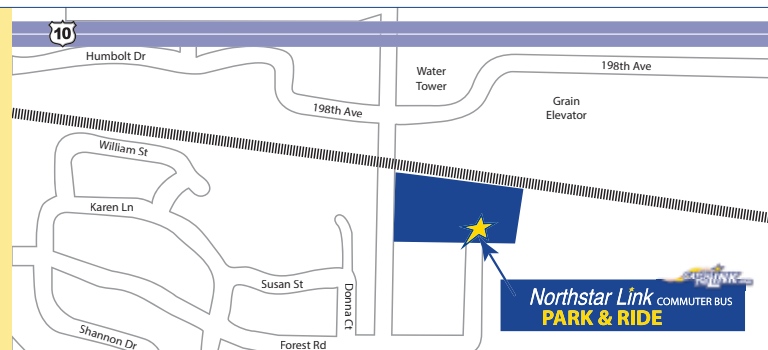 10
Humbolt Dr
Water
Tower
198th Ave
Grain
Elevator
198th Ave
William St
Karen Ln
Susan St
Donna Ct
LINK
Northstar Link COMMUTER BUS
PARK & RIDE
Shannon Dr
Forest Rd